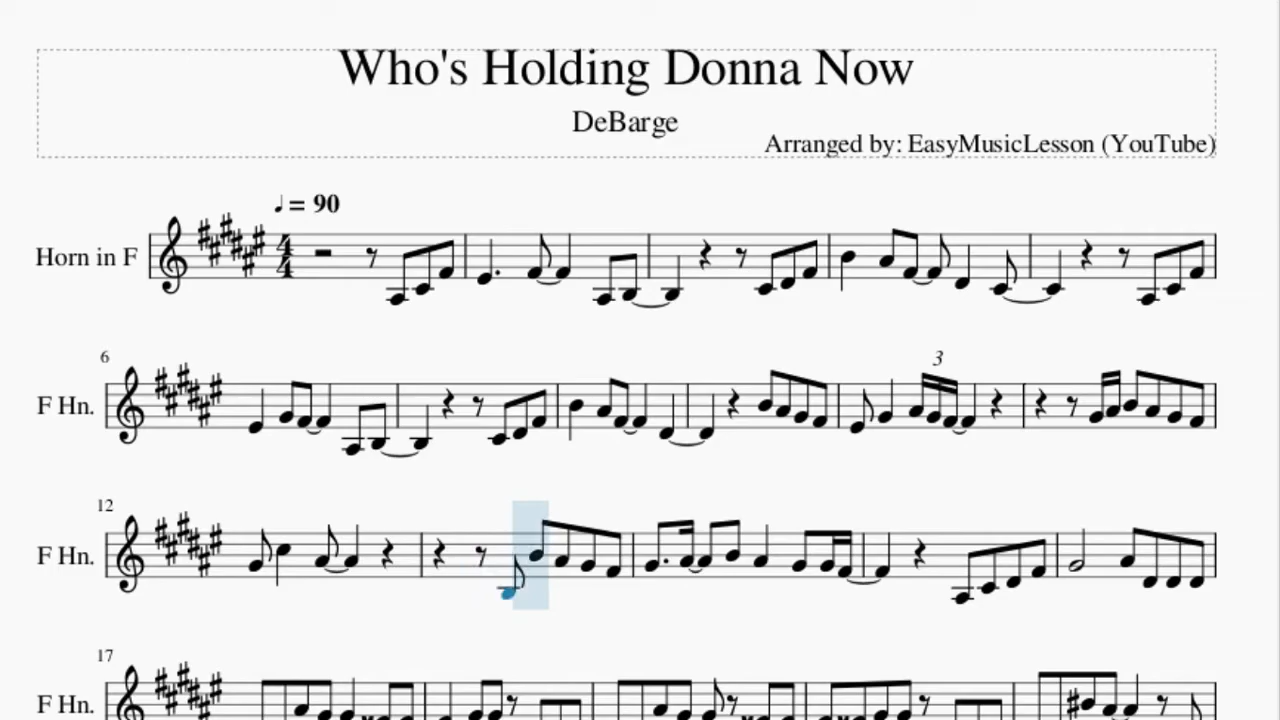 Who's Holding Donna Now
DeBarge
Arranged by: EasyMusicLesson (YouTube)
♩ = 90
Horn in F
4
4
6
3
F Hn.
12
F Hn.
17
F Hn.